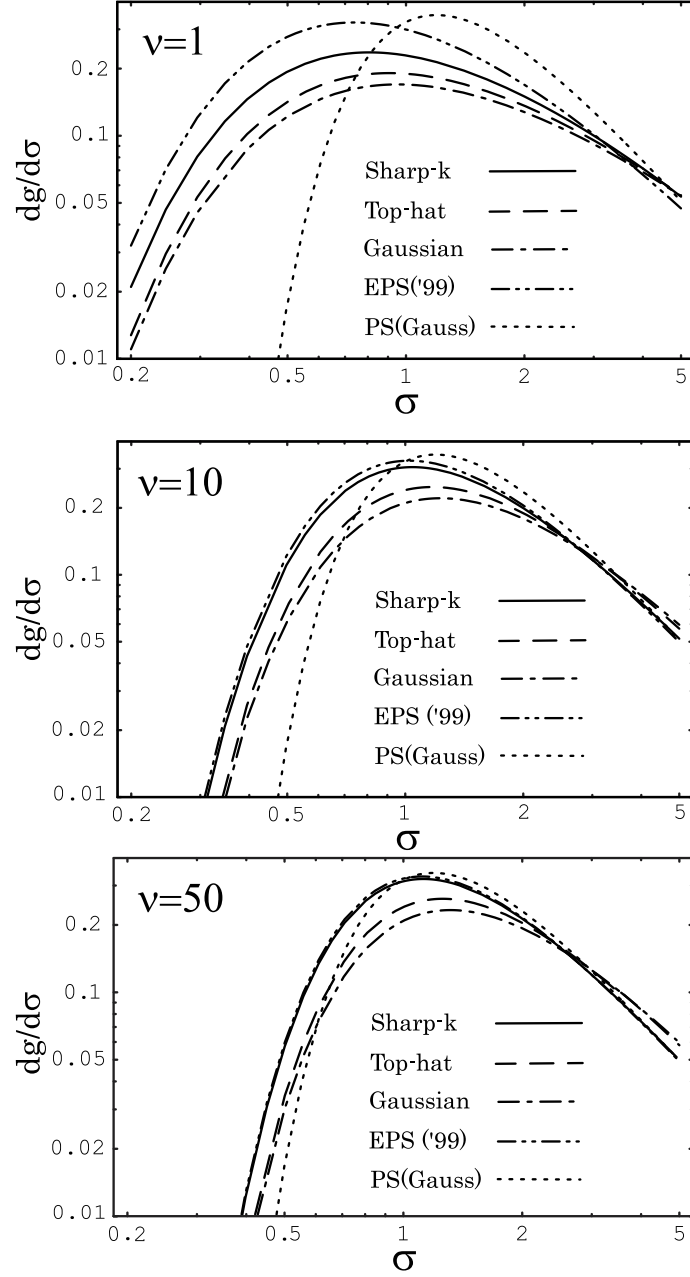 ν=1
dg/dσ
0.2
0.1
0.05
0.02
0.01
Sharp-k
Top-hat
Gaussian
EPS('99)
PS(Gauss)
0.2 0.5 1 2 5
σ
ν=10
dg/dσ
0.2
0.1
0.05
0.02
0.01
Sharp-k
Top-hat
Gaussian
EPS ('99)
PS(Gauss)
0.2 0.5 1 2 5
σ
ν=50
dg/dσ
0.2
0.1
0.05
0.02
0.01
Sharp-k
Top-hat
Gaussian
EPS ('99)
PS(Gauss)
0.2 0.5 1 2 5
σ